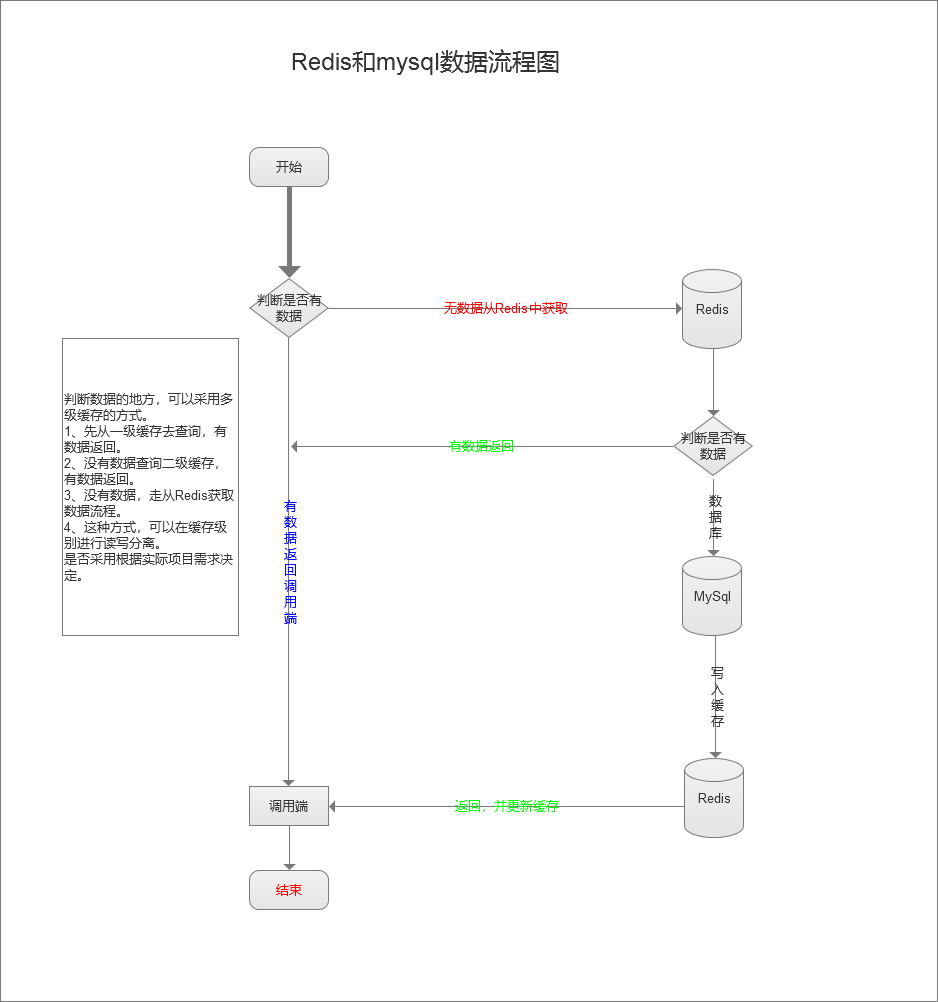 Redis和mysql数据流程图
开始
判断是否有
数据
无数据从Redis中获取
Redis
判断数据的地方，可以采用多
级缓存的方式。
1、先从一级缓存去查询，有
数据返回。
2、没有数据查询二级缓存，
有数据返回。
3、没有数据，走从Redis获取
数据流程。
4、这种方式，可以在缓存级
别进行读写分离。
是否采用根据实际项目需求决
定。
有数据返回
判断是否有
数据
有数据返回调用端
数据库
MySql
写入缓存
调用端
返回，并更新缓存
Redis
结束